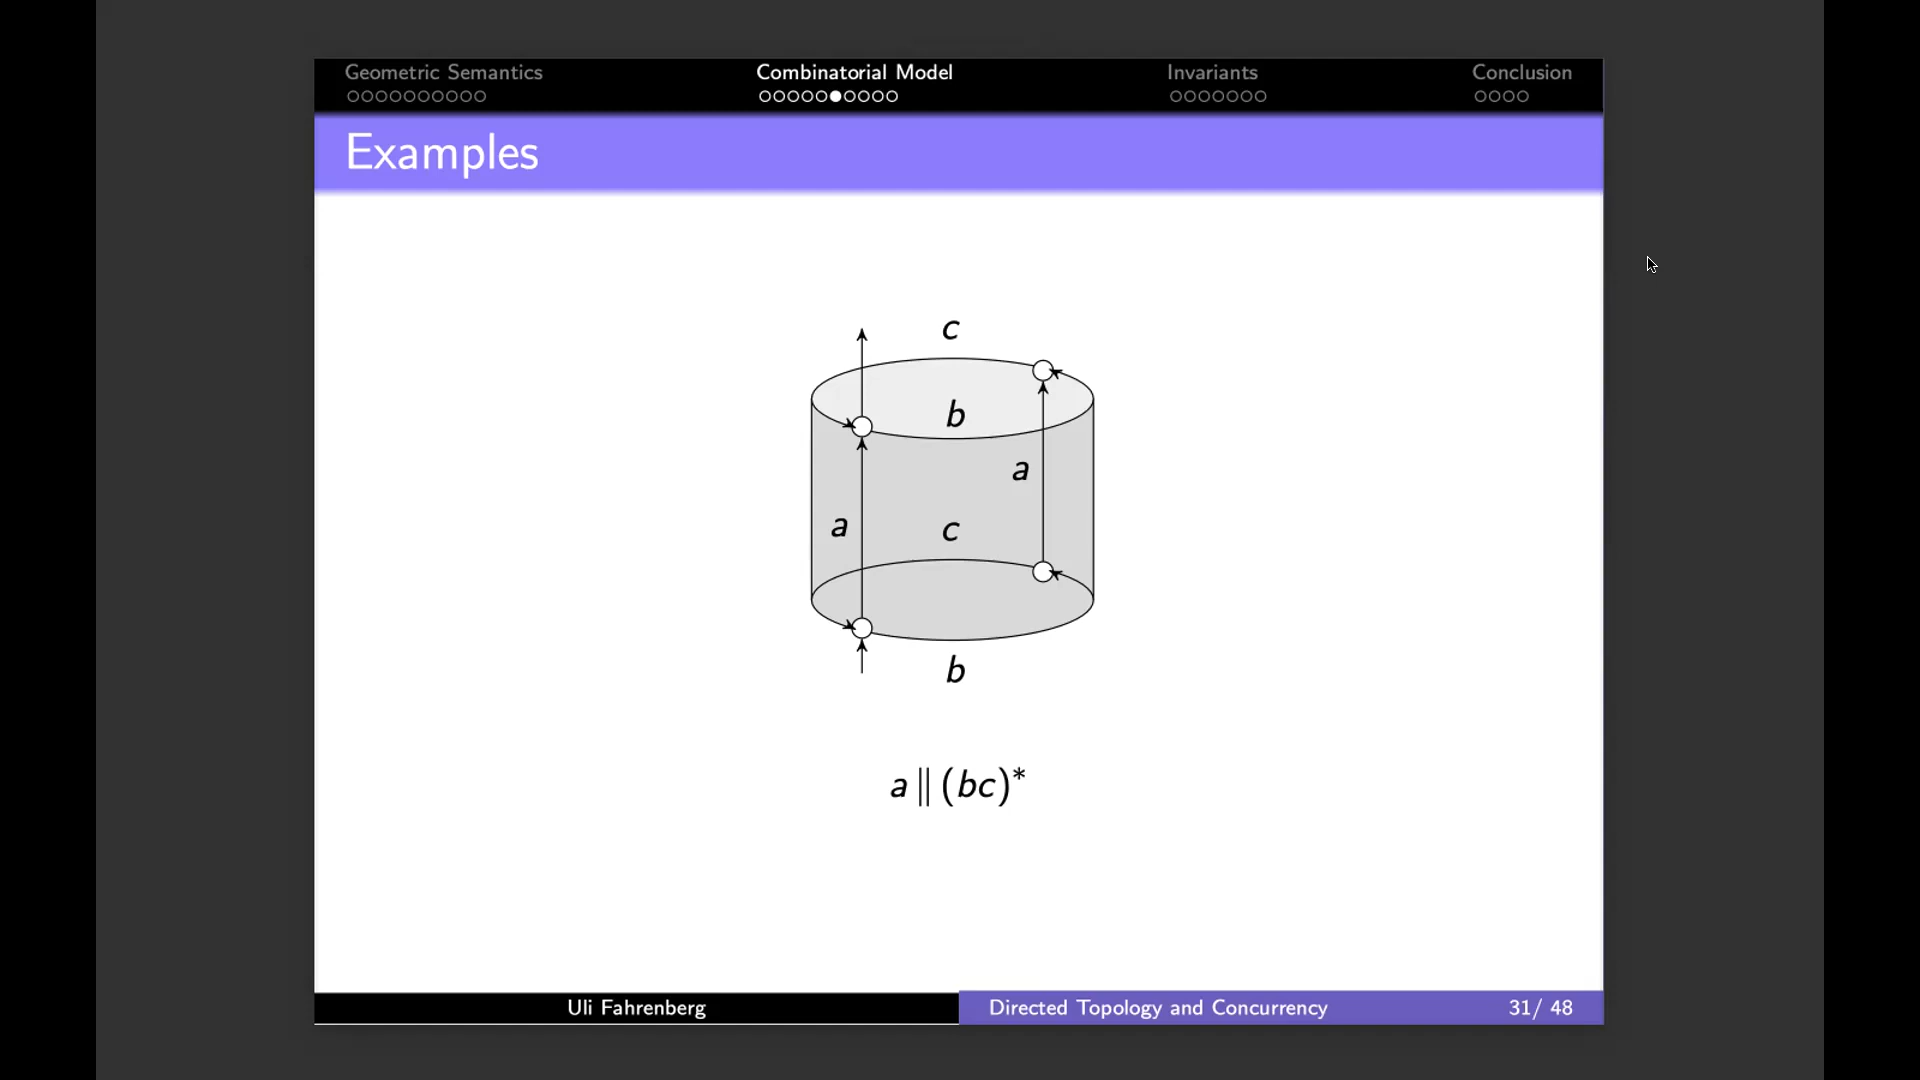 Geometric Semantics Combinatorial Model Invariants Conclusion
Examples
c
b
a
a
c
b
a ∥ (bc)*
Uli Fahrenberg Directed Topology and Concurrency 31/ 48